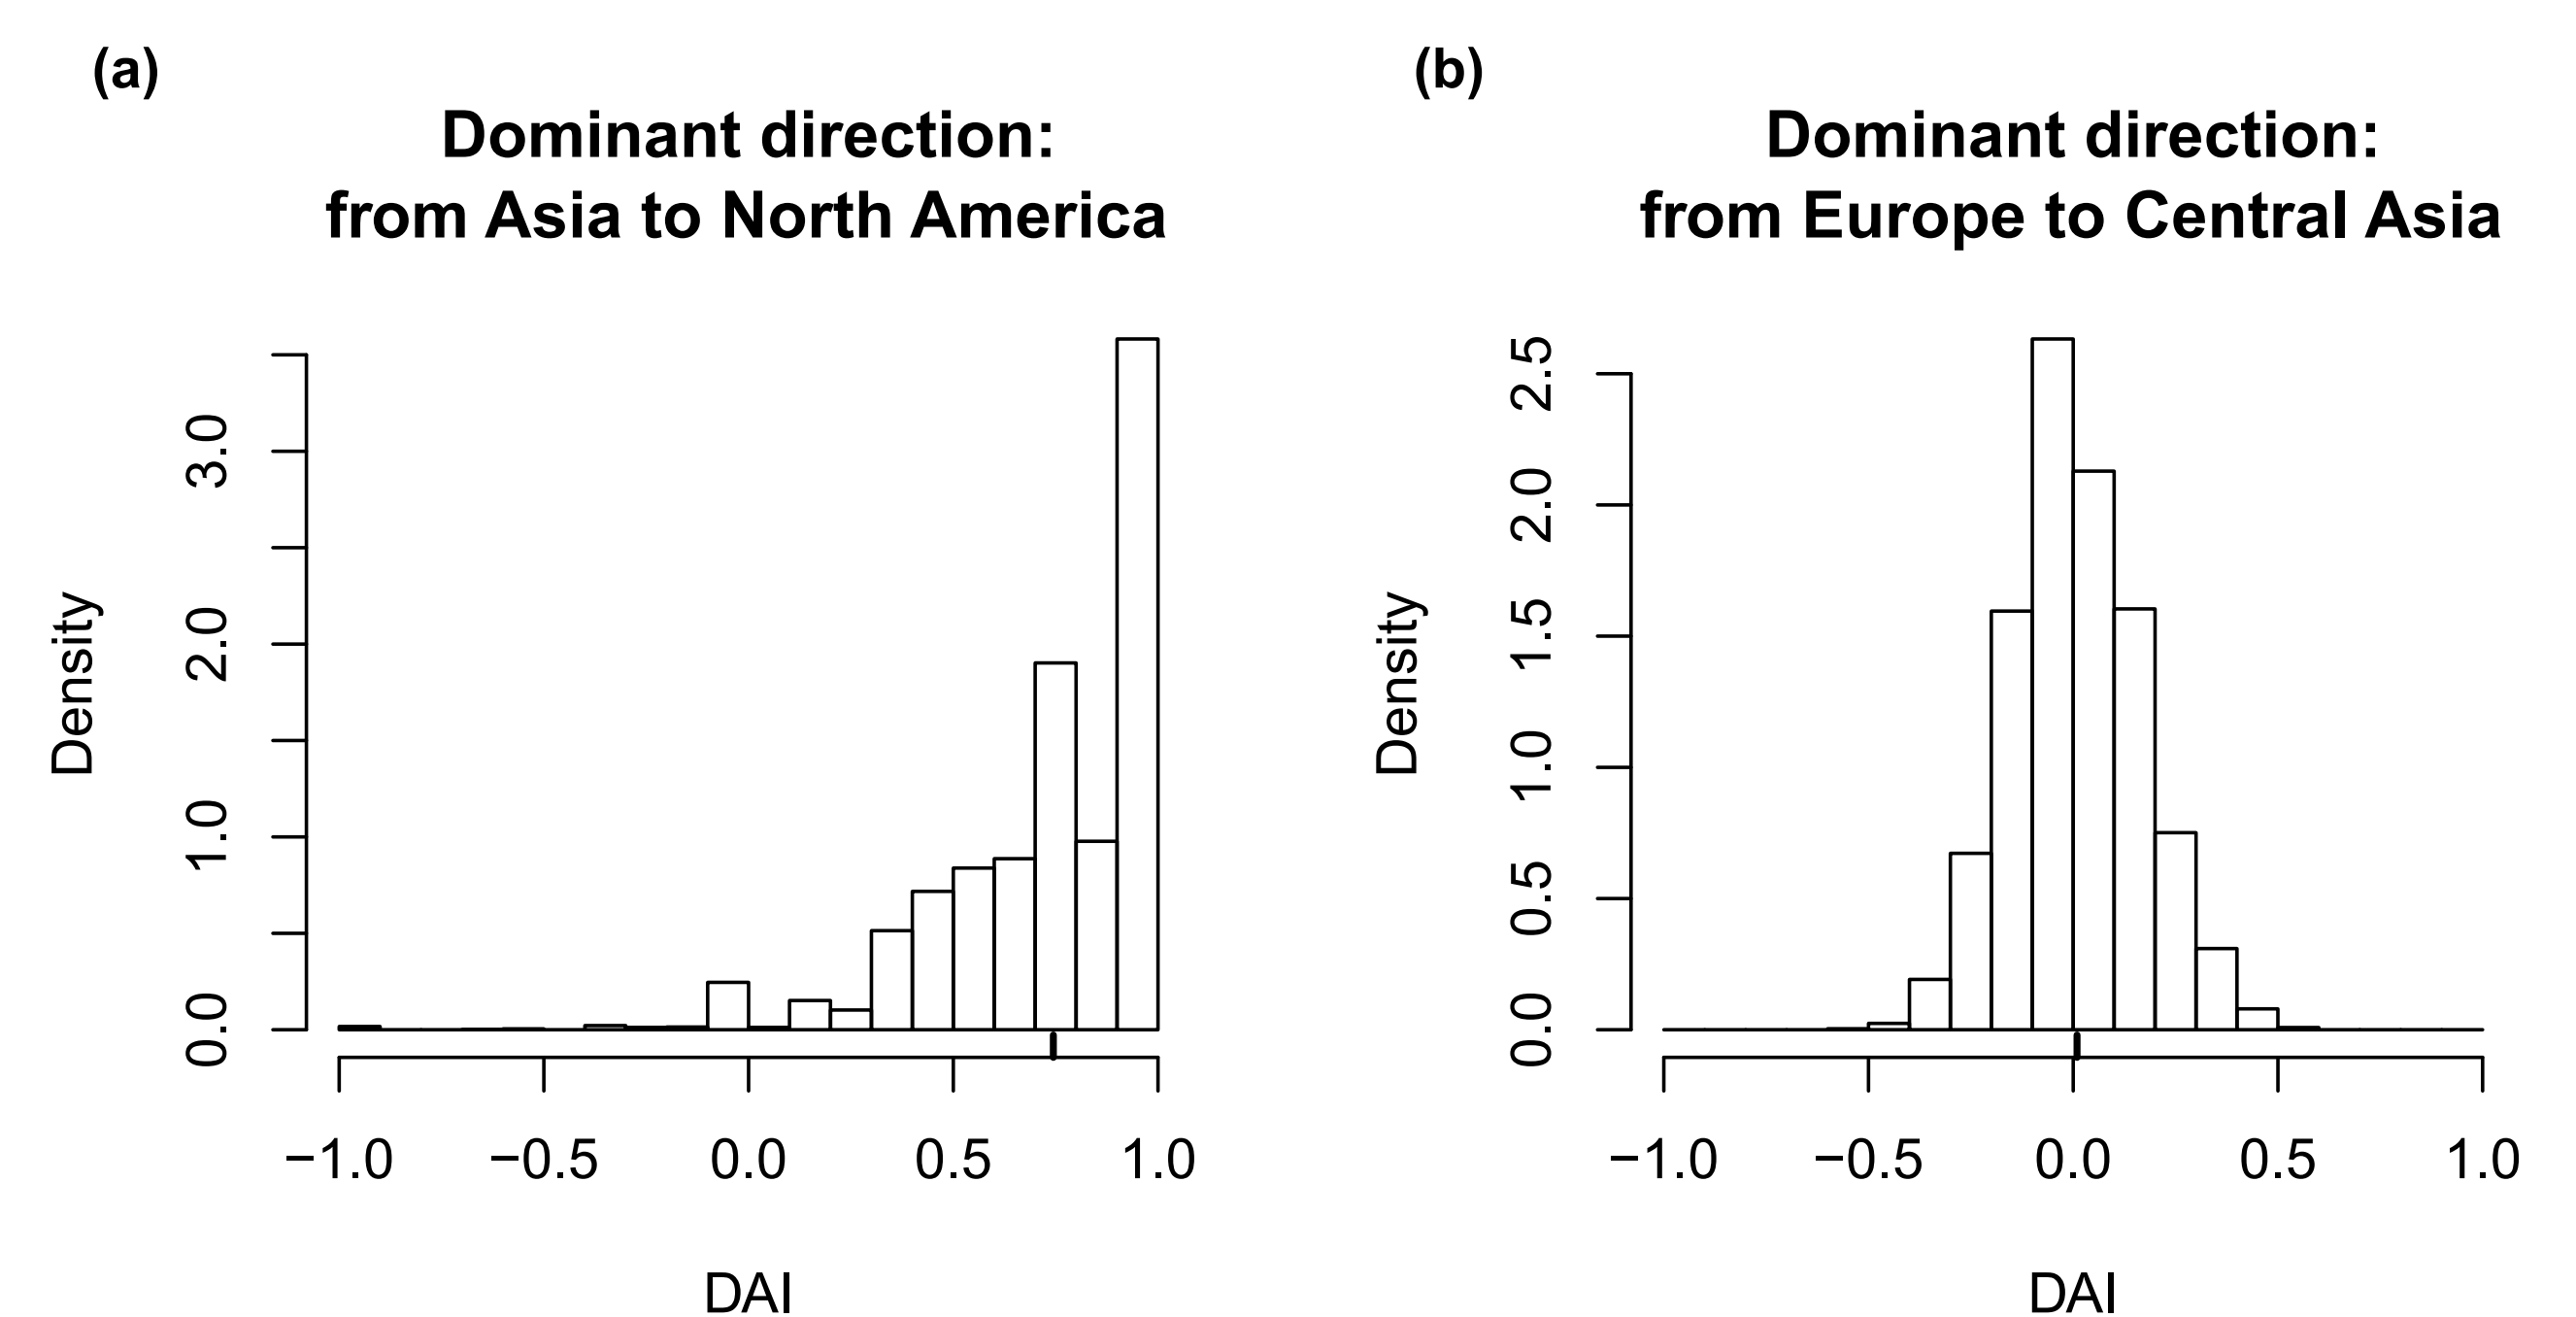 (a)
Dominant direction:
from Asia to North America
Density
3.0
2.0
1.0
0.0
−1.0 −0.5 0.0 0.5 1.0
DAI
(b)
Dominant direction:
from Europe to Central Asia
Density
2.5
2.0
1.5
1.0
0.5
0.0
−1.0 −0.5 0.0 0.5 1.0
DAI